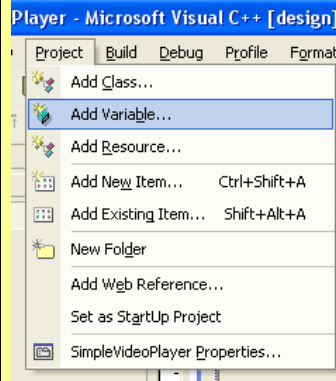 Player - Microsoft Visual C++ [design]
Project Build Debug Profile Format
Add Class...
Add Variable...
Add Resource...
Add New Item... Ctrl+Shift+A
Add Existing Item... Shift+Alt+A
New Folder
Add Web Reference...
Set as StartUp Project
SimpleVideoPlayer Properties...